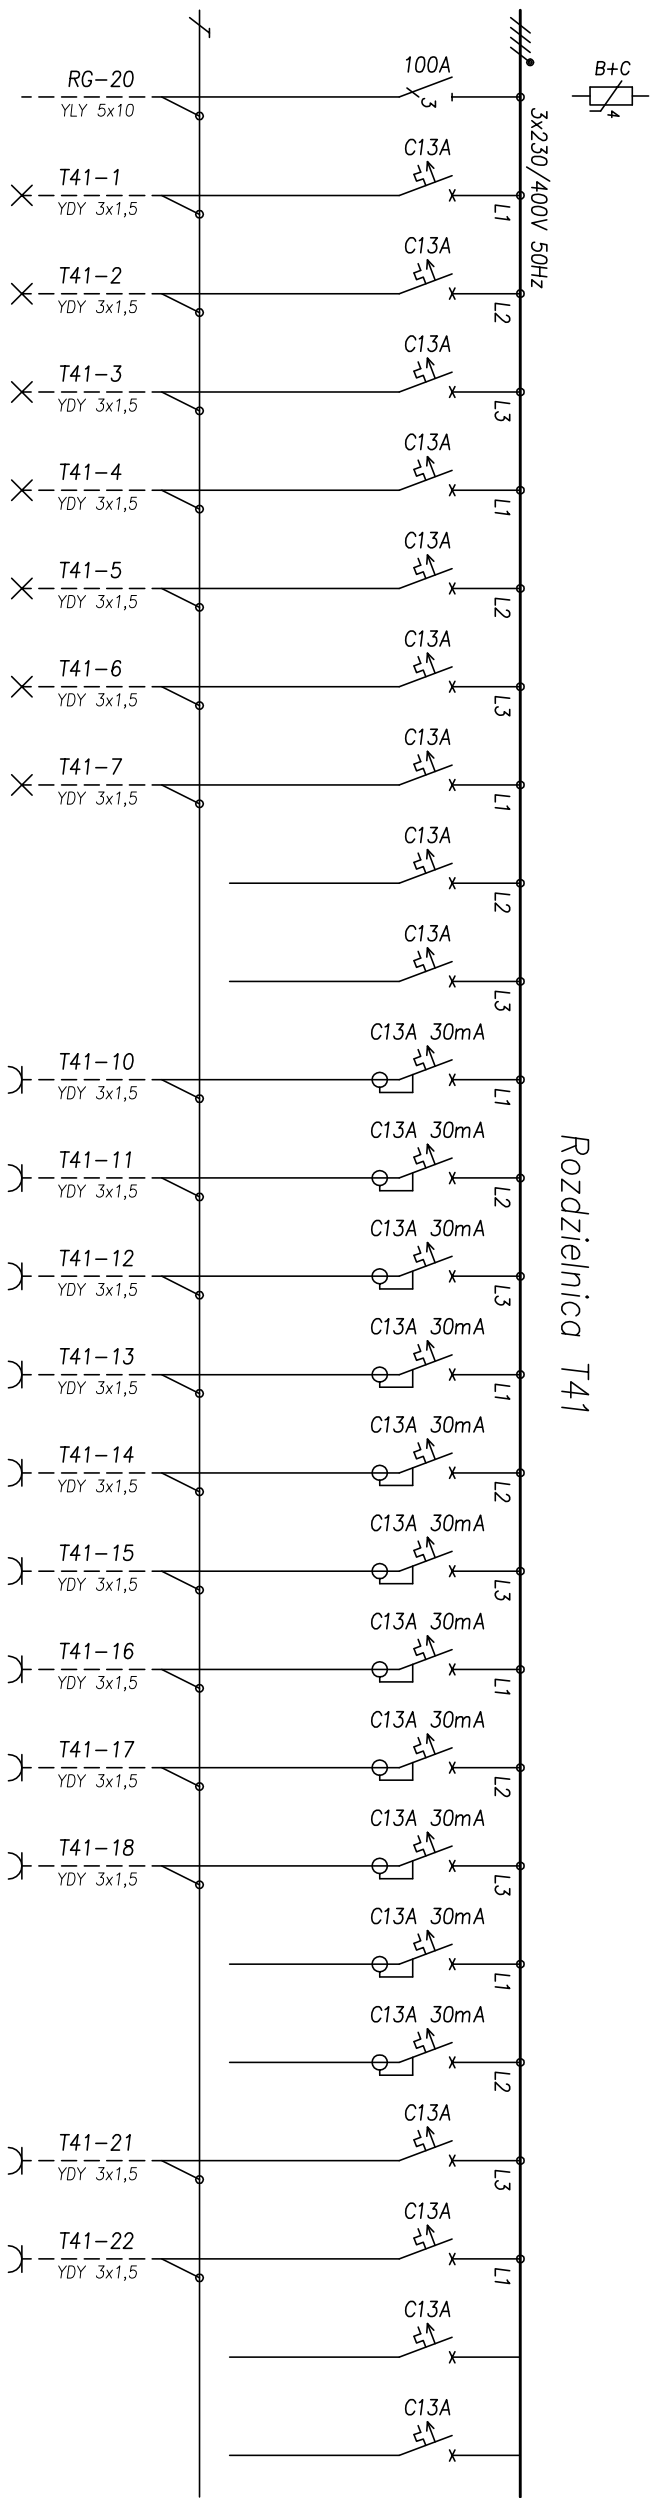 B+C
4
3x230/400V 50Hz
Rozdzielnica T41
100A
3
RG-20
YLY 5x10
C13A
L1
T41-1
YDY 3x1,5
C13A
L2
T41-2
YDY 3x1,5
C13A
L3
T41-3
YDY 3x1,5
C13A
L1
T41-4
YDY 3x1,5
C13A
L2
T41-5
YDY 3x1,5
C13A
L3
T41-6
YDY 3x1,5
C13A
L1
T41-7
YDY 3x1,5
C13A
L2
C13A
L3
C13A 30mA
L1
T41-10
YDY 3x1,5
C13A 30mA
L2
T41-11
YDY 3x1,5
C13A 30mA
L3
T41-12
YDY 3x1,5
C13A 30mA
L1
T41-13
YDY 3x1,5
C13A 30mA
L2
T41-14
YDY 3x1,5
C13A 30mA
L3
T41-15
YDY 3x1,5
C13A 30mA
L1
T41-16
YDY 3x1,5
C13A 30mA
L2
T41-17
YDY 3x1,5
C13A 30mA
L3
T41-18
YDY 3x1,5
C13A 30mA
L1
C13A 30mA
L2
C13A
L3
T41-21
YDY 3x1,5
C13A
L1
T41-22
YDY 3x1,5
C13A
C13A